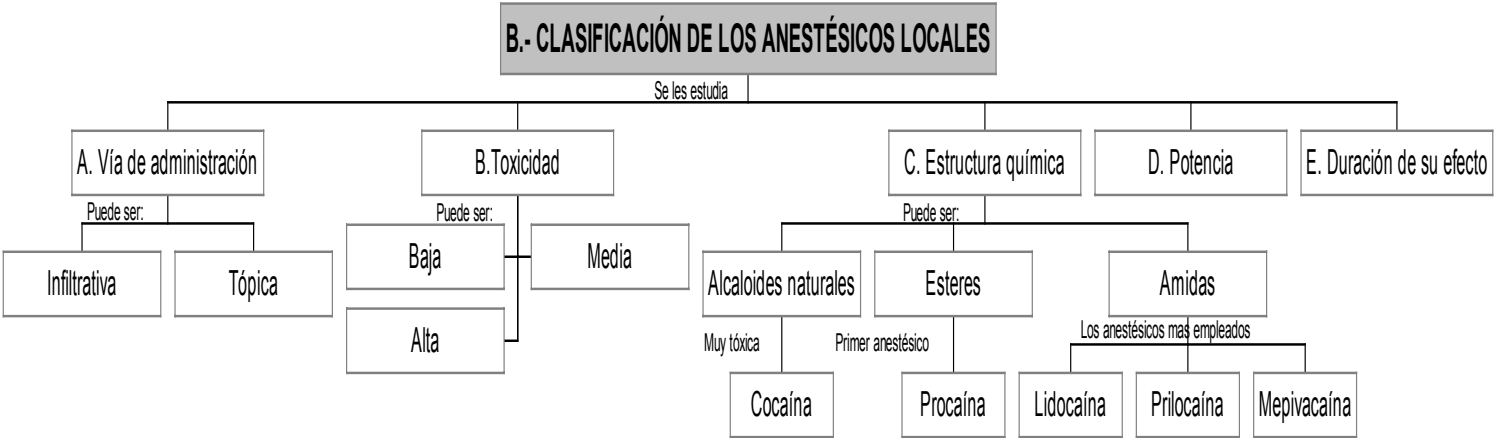 B.- CLASIFICACIÓN DE LOS ANESTÉSICOS LOCALES
Se les estudia
A. Vía de administración
B.Toxicidad
C. Estructura química
D. Potencia
E. Duración de su efecto
Puede ser:
Puede ser:
Puede ser:
Infiltrativa
Tópica
Baja
Media
Alta
Alcaloides naturales
Esteres
Amidas
Muy tóxica
Primer anestésico
Los anestésicos mas empleados
Cocaína
Procaína
Lidocaína
Prilocaína
Mepivacaína